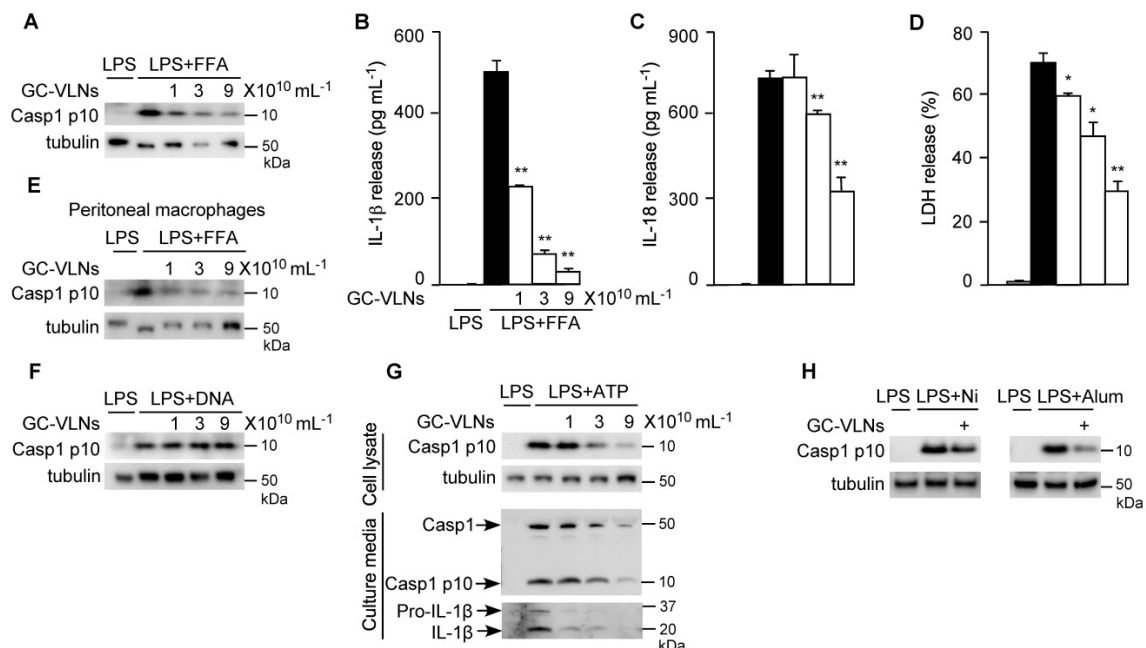 A
LPS LPS+FFA
GC-VLNs 1 3 9 X10^10 mL^-1
Casp1 p10 10
tubulin 50
kDa
B
600
400
200
0
IL-1β release (pg mL^-1)
**
**
**
GC-VLNs 1 3 9 X10^10 mL^-1
LPS LPS+FFA
C
900
600
300
0
IL-18 release (pg mL^-1)
**
**
D
80
60
40
20
0
LDH release (%)
*
*
**
E
Peritoneal macrophages
LPS LPS+FFA
GC-VLNs 1 3 9 X10^10 mL^-1
Casp1 p10 10
tubulin 50
kDa
F
LPS LPS+DNA
GC-VLNs 1 3 9 X10^10 mL^-1
Casp1 p10 10
tubulin 50
kDa
G
LPS LPS+ATP
GC-VLNs 1 3 9 X10^10 mL^-1
Cell lysate
Casp1 p10 10
tubulin 50
Culture media
Casp1 50
Casp1 p10 10
Pro-IL-1β 37
IL-1β 20
kDa
H
LPS LPS+Ni LPS LPS+Alum
GC-VLNs + +
Casp1 p10 10
tubulin 50
kDa